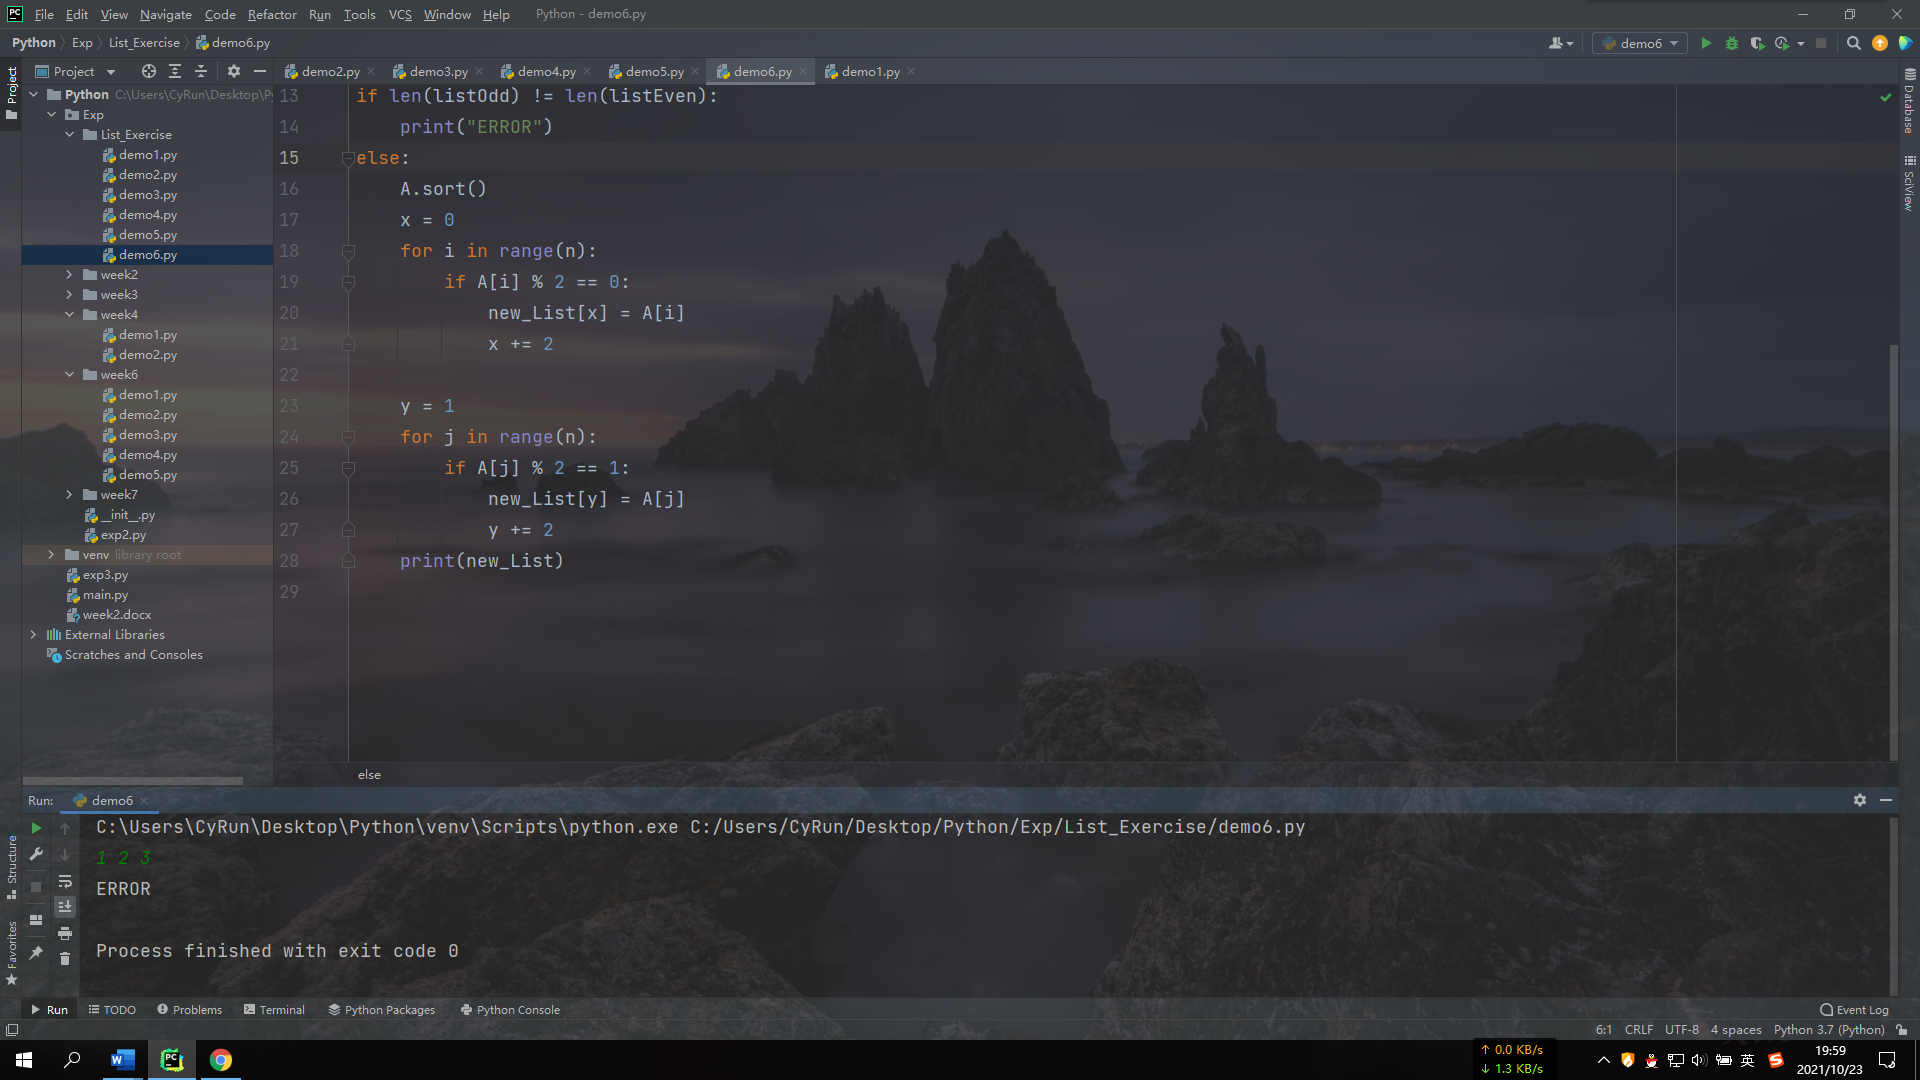 File Edit View Navigate Code Refactor Run Tools VCS Window Help Python - demo6.py
Python Exp List_Exercise demo6.py
demo6
Project
demo2.py demo3.py demo4.py demo5.py demo6.py demo1.py
Project
Python C:\Users\CyRun\Desktop\Py
Exp
List_Exercise
demo1.py
demo2.py
demo3.py
demo4.py
demo5.py
demo6.py
week2
week3
week4
demo1.py
demo2.py
week6
demo1.py
demo2.py
demo3.py
demo4.py
demo5.py
week7
__init__.py
exp2.py
venv library root
exp3.py
main.py
week2.docx
External Libraries
Scratches and Consoles
13 if len(listOdd) != len(listEven):
14 print("ERROR")
15 else:
16 A.sort()
17 x = 0
18 for i in range(n):
19 if A[i] % 2 == 0:
20 new_List[x] = A[i]
21 x += 2
22
23 y = 1
24 for j in range(n):
25 if A[j] % 2 == 1:
26 new_List[y] = A[j]
27 y += 2
28 print(new_List)
29
else
Database
SciView
Run: demo6
C:\Users\CyRun\Desktop\Python\venv\Scripts\python.exe C:/Users/CyRun/Desktop/Python/Exp/List_Exercise/demo6.py
1 2 3
ERROR
Process finished with exit code 0
Structure
Favorites
Run TODO Problems Terminal Python Packages Python Console Event Log
6:1 CRLF UTF-8 4 spaces Python 3.7 (Python)
↑ 0.0 KB/s
↓ 1.3 KB/s
英
19:59
2021/10/23